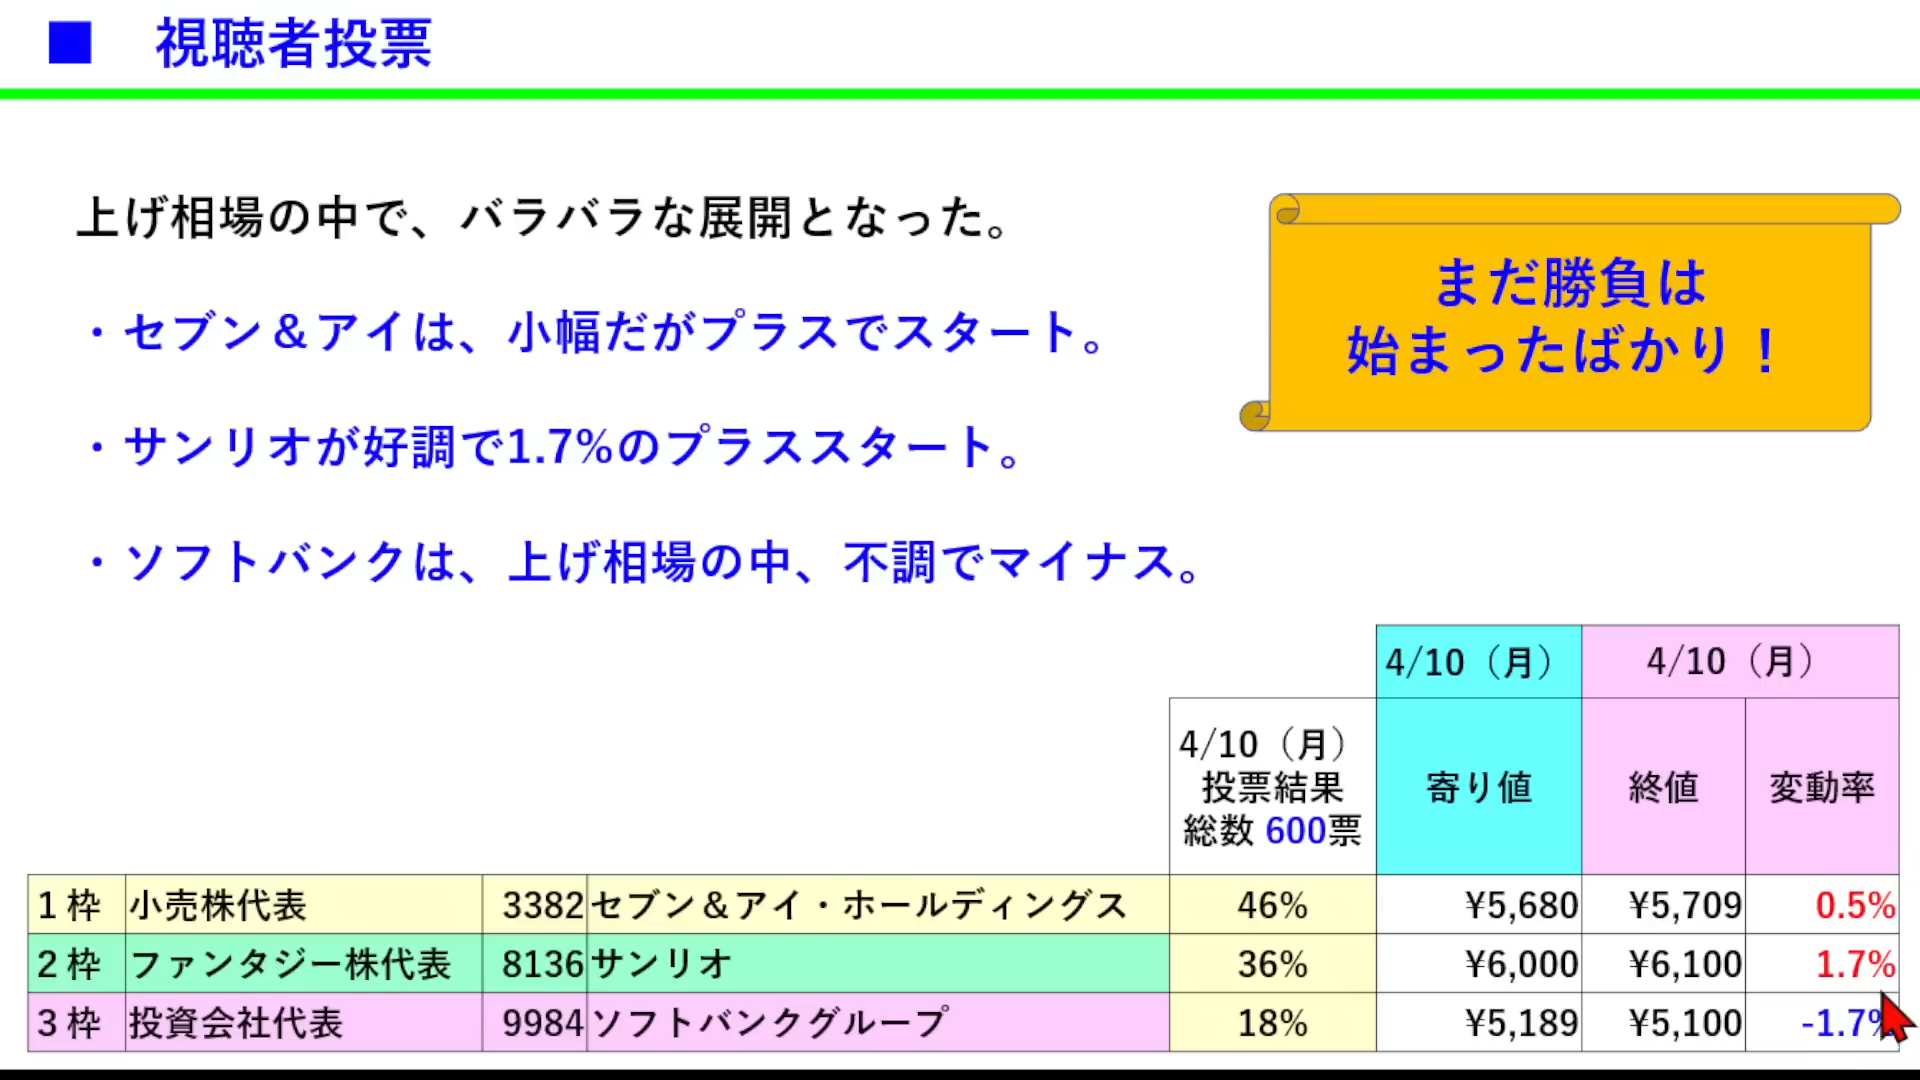 ■ 視聴者投票
上げ相場の中で、バラバラな展開となった。
・セブン＆アイは、小幅だがプラスでスタート。
・サンリオが好調で1.7%のプラススタート。
・ソフトバンクは、上げ相場の中、不調でマイナス。
まだ勝負は
始まったばかり！
4/10（月） 4/10（月）
4/10（月）
投票結果
総数 600票
寄り値 終値 変動率
1枠 小売株代表 3382 セブン＆アイ・ホールディングス 46% ¥5,680 ¥5,709 0.5%
2枠 ファンタジー株代表 8136 サンリオ 36% ¥6,000 ¥6,100 1.7%
3枠 投資会社代表 9984 ソフトバンクグループ 18% ¥5,189 ¥5,100 -1.7%